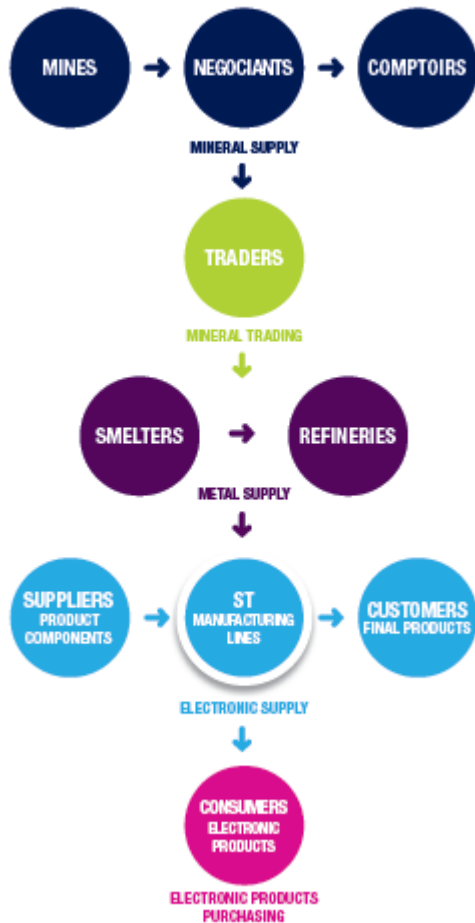 MINES
NEGOCIANTS
COMPTOIRS
MINERAL SUPPLY
TRADERS
MINERAL TRADING
SMELTERS
REFINERIES
METAL SUPPLY
SUPPLIERS
PRODUCT
COMPONENTS
ST
MANUFACTURING
LINES
CUSTOMERS
FINAL PRODUCTS
ELECTRONIC SUPPLY
CONSUMERS
ELECTRONIC
PRODUCTS
ELECTRONIC PRODUCTS
PURCHASING